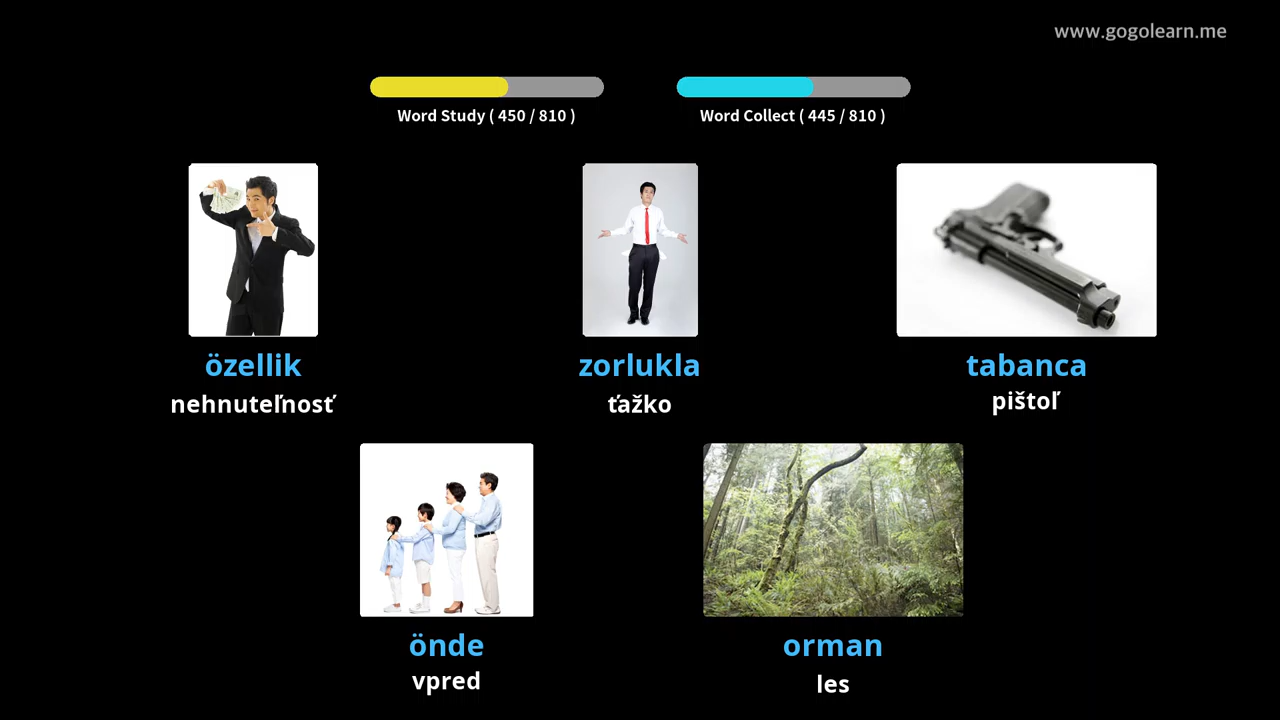 www.gogolearn.me
Word Study ( 450 / 810 )
Word Collect ( 445 / 810 )
özellik
nehnuteľnosť
zorlukla
ťažko
tabanca
pištoľ
önde
vpred
orman
les